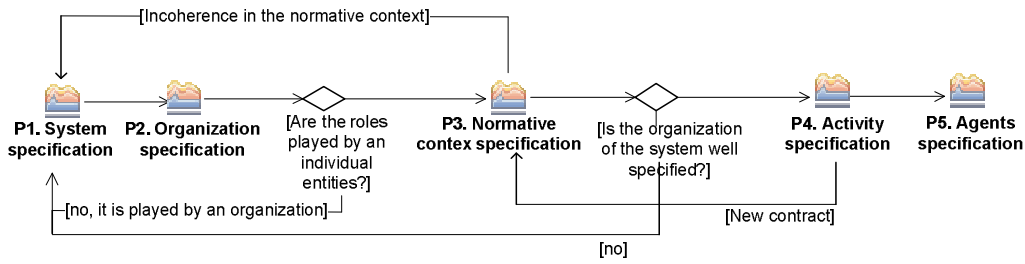 [Incoherence in the normative context]
P1. System
specification
P2. Organization
specification
[Are the roles
played by an
individual
entities?]
P3. Normative
contex specification
[Is the organization
of the system well
specified?]
P4. Activity
specification
P5. Agents
specification
[no, it is played by an organization]
[New contract]
[no]